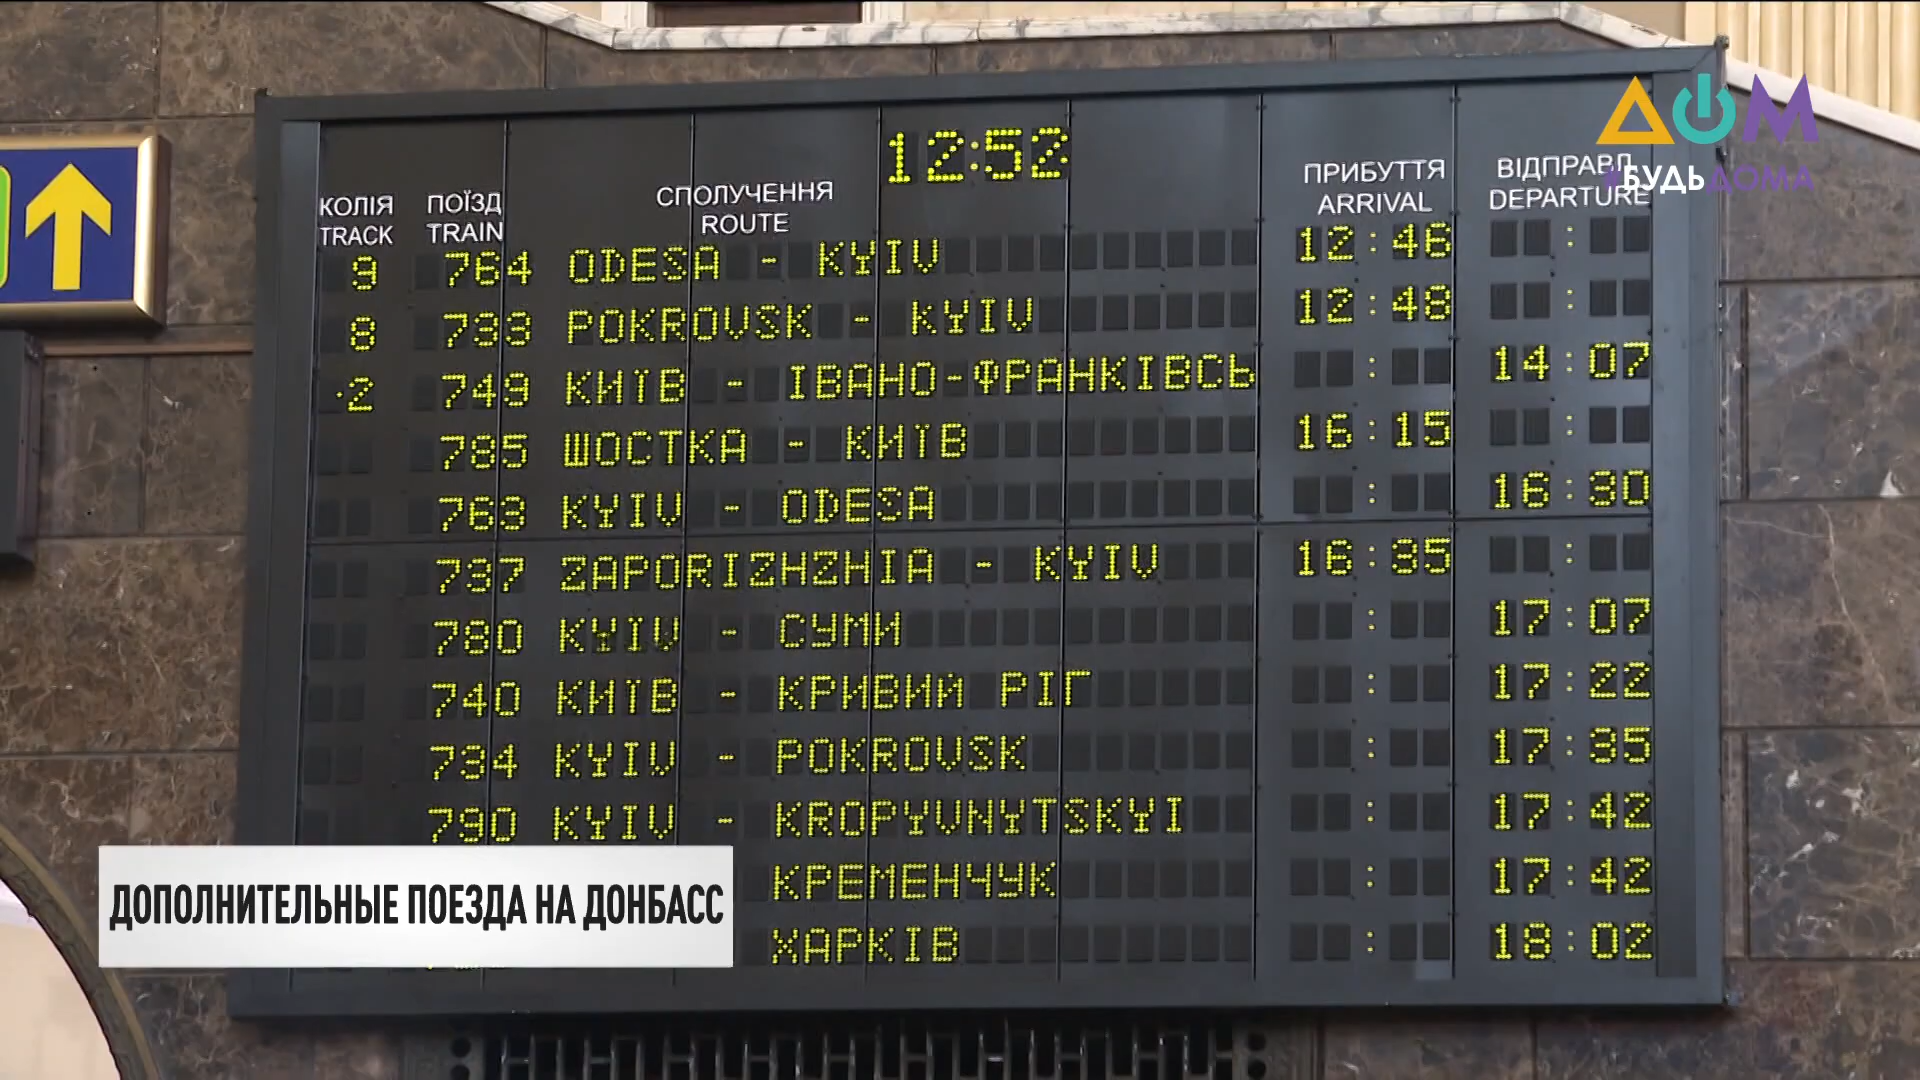 12:52
ДОМ
#БУДЬДОМА
КОЛІЯ ПОЇЗД СПОЛУЧЕННЯ ПРИБУТТЯ ВІДПРАВЛ.
TRACK TRAIN ROUTE ARRIVAL DEPARTURE
9 764 ODESA - KYIV 12:46
8 733 POKROVSK - KYIV 12:48
2 749 КИЇВ - ІВАНО-ФРАНКІВСЬ 14:07
785 ШОСТКА - КИЇВ 16:15
763 KYIV - ODESA 16:30
737 ZAPORIZHZHIA - KYIV 16:35
780 KYIV - СУМИ 17:07
740 КИЇВ - КРИВИЙ РІГ 17:22
734 KYIV - POKROVSK 17:35
790 KYIV - KROPYVNYTSKYI 17:42
КРЕМЕНЧУК 17:42
ХАРКІВ 18:02
ДОПОЛНИТЕЛЬНЫЕ ПОЕЗДА НА ДОНБАСС